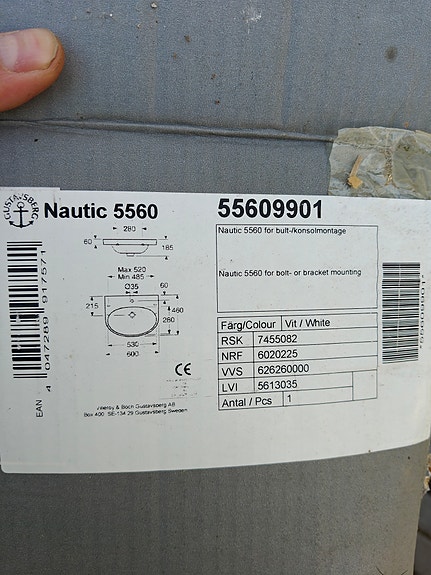 GUSTAVSBERG
Nautic 5560
55609901
Nautic 5560 for bult-/konsolmontage
Nautic 5560 for bolt- or bracket mounting
280
60
185
Max 520
Min 485
Ø35
60
215
460
280
530
600
Färg/Colour Vit / White
RSK 7455082
NRF 6020225
VVS 626260000
LVI 5613035
Antal / Pcs 1
CE
& Boch Gustavsberg AB
Box 400, SE-134 29 Gustavsberg Sweden
EAN
4 047289 917571
*55609901*